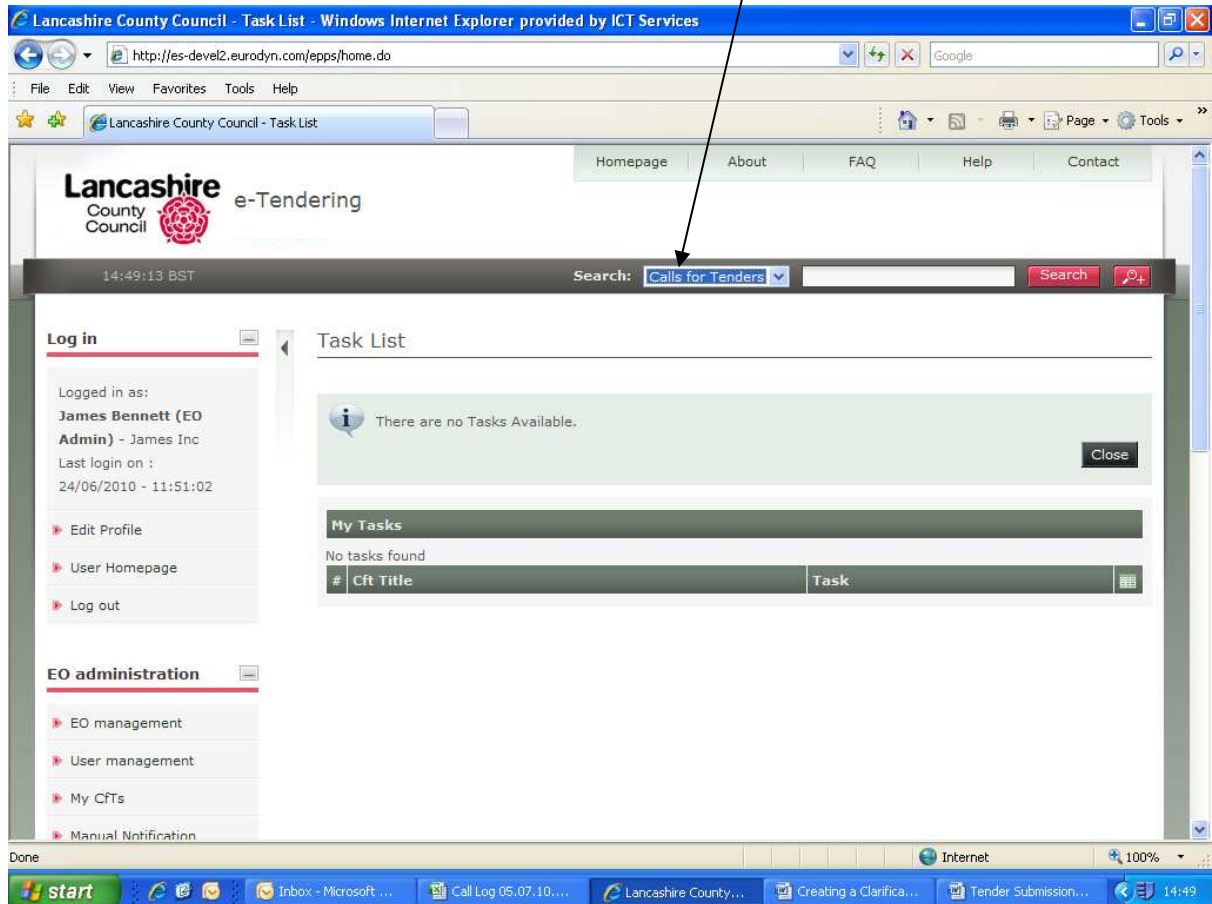 Lancashire County Council - Task List - Windows Internet Explorer provided by ICT Services
http://es-devel2.eurodyn.com/epps/home.do
Google
File Edit View Favorites Tools Help
Lancashire County Council - Task List
Page Tools
Homepage About FAQ Help Contact
Lancashire
County
Council
e-Tendering
14:49:13 BST
Search: Calls for Tenders Search
Log in
Task List
Logged in as:
James Bennett (EO
Admin) - James Inc
Last login on :
24/06/2010 - 11:51:02
There are no Tasks Available.
Close
Edit Profile
User Homepage
Log out
My Tasks
No tasks found
# Cft Title Task
EO administration
EO management
User management
My CfTs
Manual Notification
Done Internet 100%
start Inbox - Microsoft ... Call Log 05.07.10.... Lancashire County... Creating a Clarifica... Tender Submission... 14:49